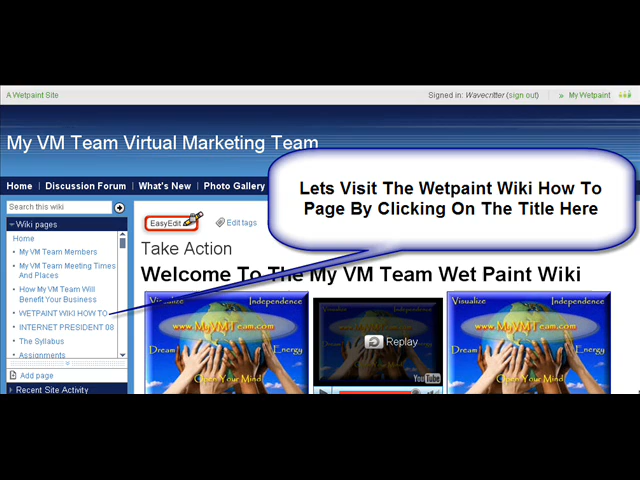 A Wetpaint Site
Signed in: Wavecritter (sign out) » My Wetpaint
My VM Team Virtual Marketing Team
Home Discussion Forum What's New Photo Gallery
Lets Visit The Wetpaint Wiki How To
Page By Clicking On The Title Here
Search this wiki
EasyEdit
Edit tags
Wiki pages
Home
My VM Team Members
My VM Team Meeting Times
And Places
How My VM Team Will
Benefit Your Business
WETPAINT WIKI HOW TO
INTERNET PRESIDENT 08
The Syllabus
Assignments
Add page
Recent Site Activity
Take Action
Welcome To The My VM Team Wet Paint Wiki
Visualize Independence
www.MyVMTeam.com
Dream Energy
Open Your Mind
Replay
YouTube
Visualize Independence
www.MyVMTeam.com
Dream Energy
Open Your Mind